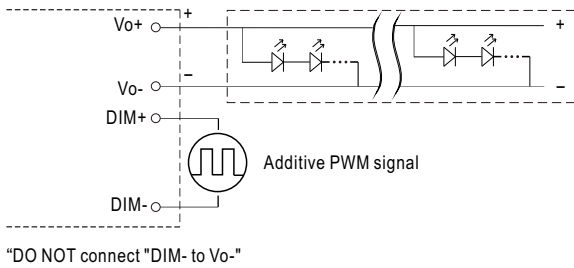 Vo+ + +
Vo- – –
DIM+
Additive PWM signal
DIM-
“DO NOT connect "DIM- to Vo-"